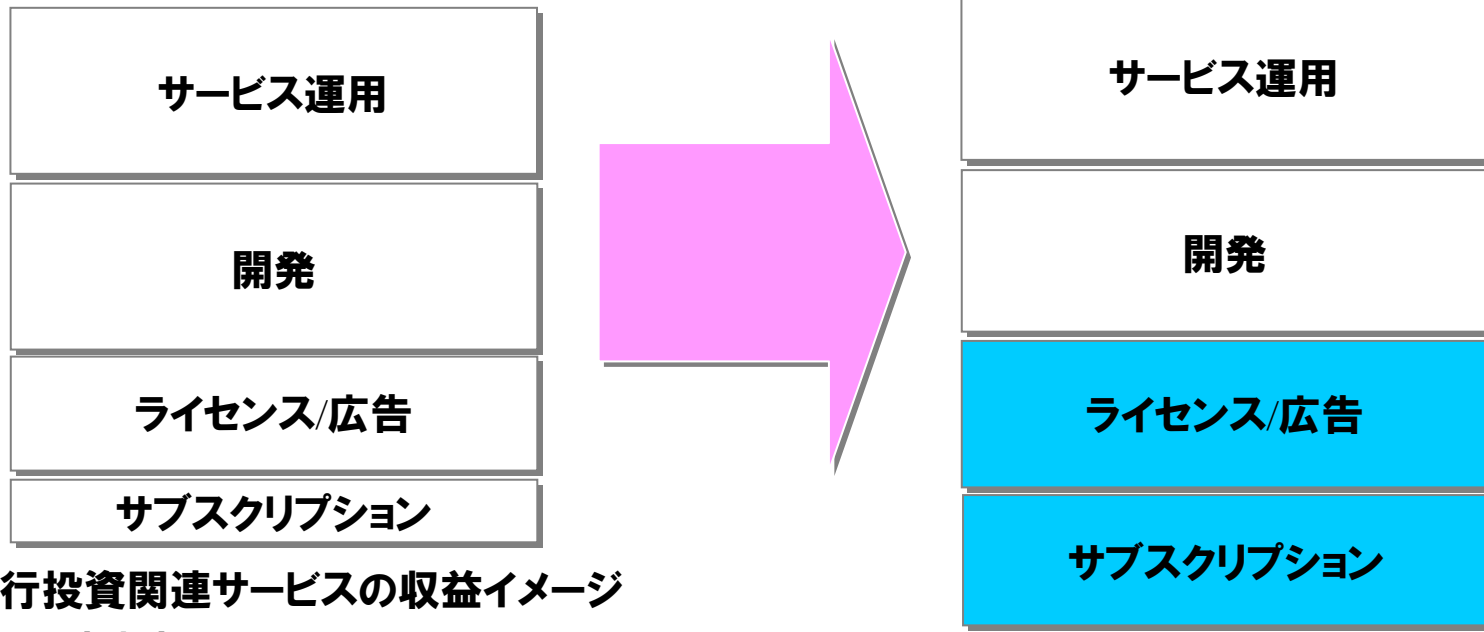 サービス運用
開発
ライセンス/広告
サブスクリプション
行投資関連サービスの収益イメージ
サービス運用
開発
ライセンス/広告
サブスクリプション